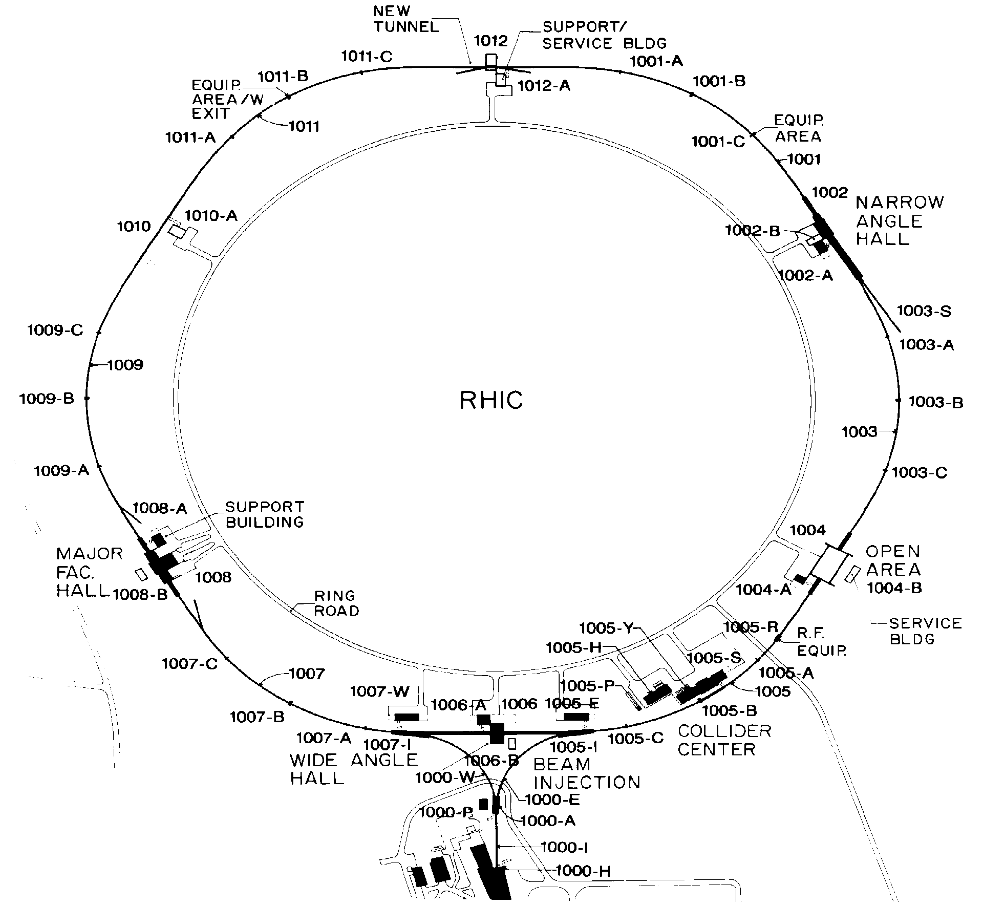 NEW
TUNNEL
1012
SUPPORT/
SERVICE BLDG
1011-C
1001-A
1011-B
1012-A
1001-B
EQUIP.
AREA/W
EXIT
1011
EQUIP.
AREA
1011-A
1001-C
1001
1002
NARROW
ANGLE
HALL
1010-A
1010
1002-B
1002-A
1003-S
1009-C
1003-A
1009
RHIC
1009-B
1003-B
1003
1009-A
1003-C
1008-A
SUPPORT
BUILDING
1004
MAJOR
FAC.
HALL
OPEN
AREA
1008
1008-B
1004-A
1004-B
RING
ROAD
SERVICE
BLDG
1005-Y
1005-R
R.F.
EQUIP.
1005-H
1007-C
1005-S
1007
1005-A
1005-P
1005
1007-W
1006-A
1006
1005-E
1007-B
1005-B
1007-A
1007-I
1005-I
1005-C
COLLIDER
CENTER
WIDE ANGLE
HALL
1006-B
BEAM
INJECTION
1000-W
1000-E
1000-P
1000-A
1000-I
1000-H